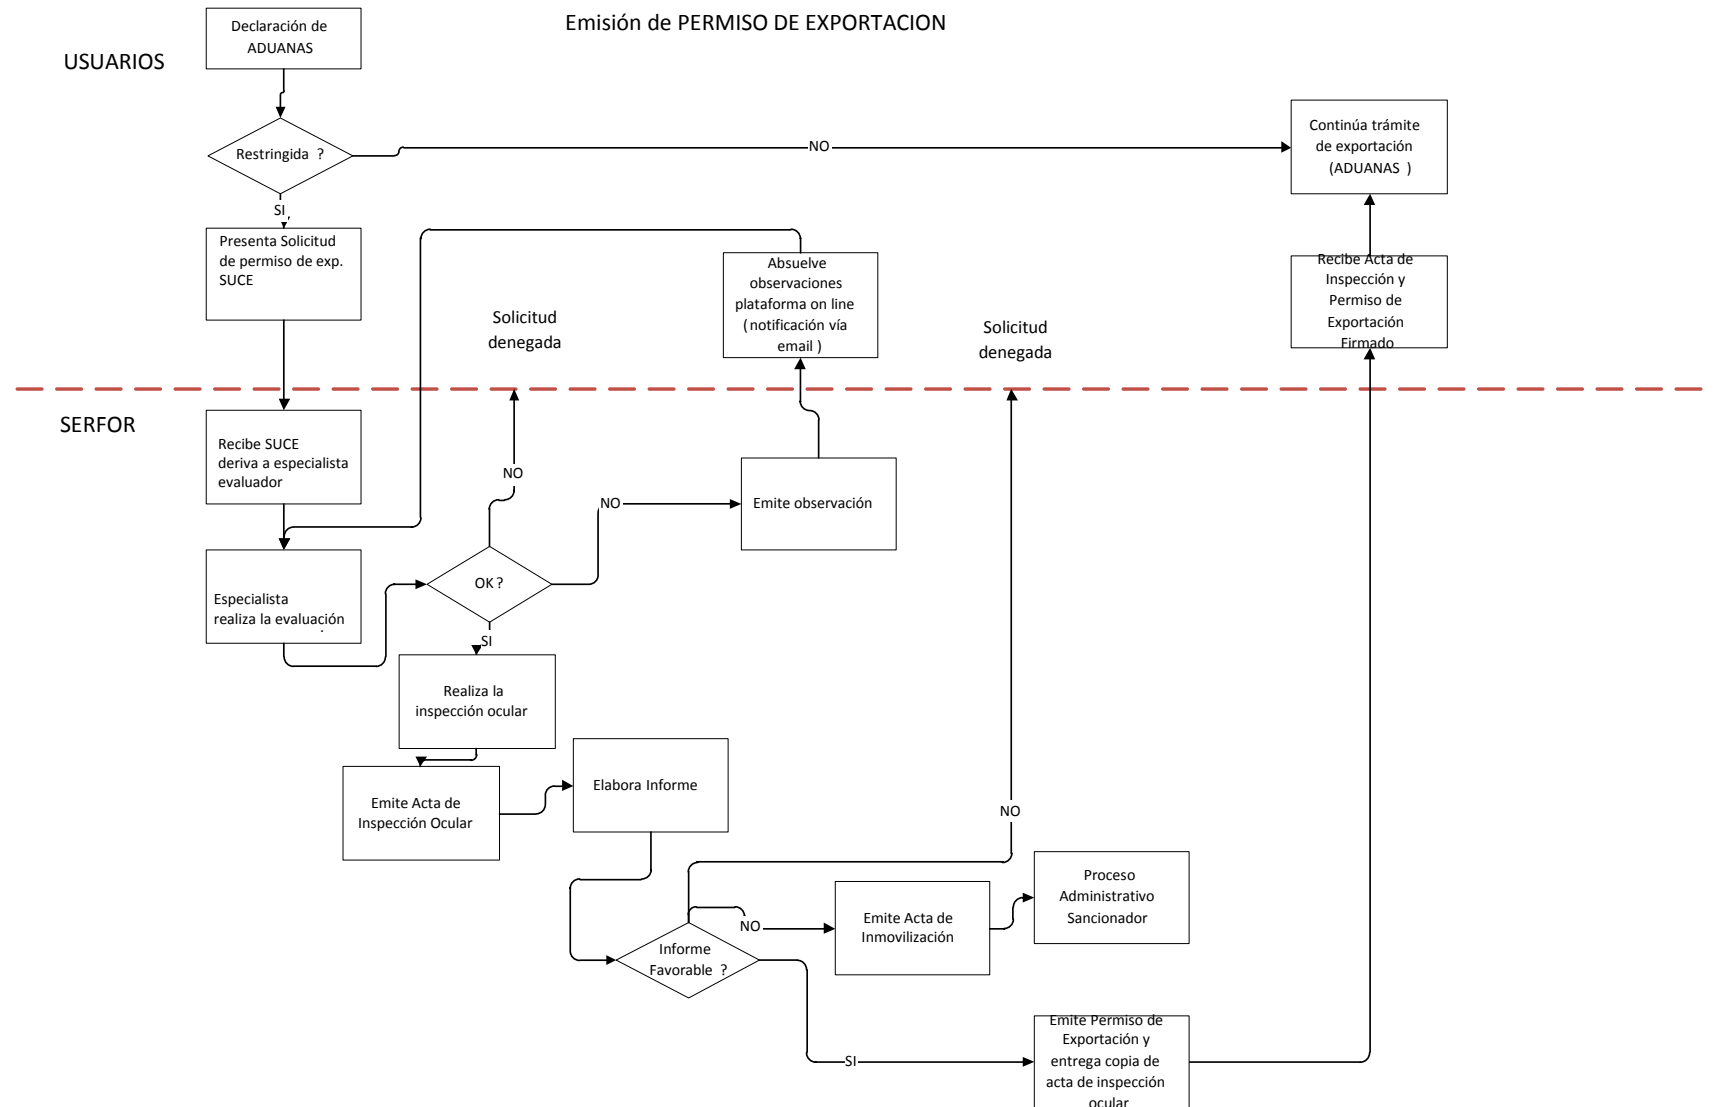 Emisión de PERMISO DE EXPORTACION
USUARIOS
Declaración de
ADUANAS
Restringida ?
NO
Continúa trámite
de exportación
(ADUANAS )
SI
Presenta Solicitud
de permiso de exp.
SUCE
Absuelve
observaciones
plataforma on line
( notificación vía
email )
Recibe Acta de
Inspección y
Permiso de
Exportación
Firmado
Solicitud
denegada
Solicitud
denegada
SERFOR
Recibe SUCE
deriva a especialista
evaluador
NO
NO
Emite observación
Especialista
realiza la evaluación
OK ?
SI
Realiza la
inspección ocular
Emite Acta de
Inspección Ocular
Elabora Informe
NO
Informe
Favorable ?
NO
Emite Acta de
Inmovilización
Proceso
Administrativo
Sancionador
SI
Emite Permiso de
Exportación y
entrega copia de
acta de inspección
ocular